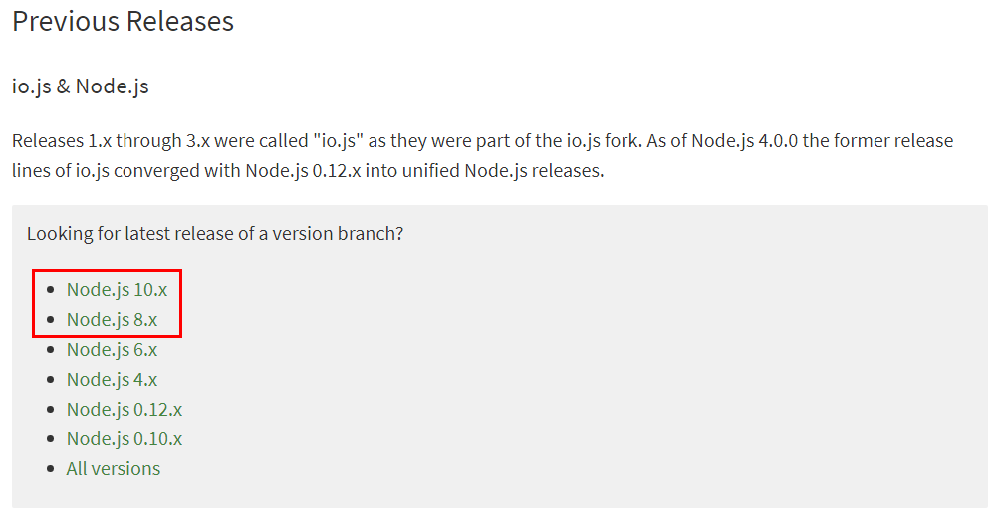 Previous Releases
io.js & Node.js
Releases 1.x through 3.x were called "io.js" as they were part of the io.js fork. As of Node.js 4.0.0 the former release
lines of io.js converged with Node.js 0.12.x into unified Node.js releases.
Looking for latest release of a version branch?
Node.js 10.x
Node.js 8.x
Node.js 6.x
Node.js 4.x
Node.js 0.12.x
Node.js 0.10.x
All versions